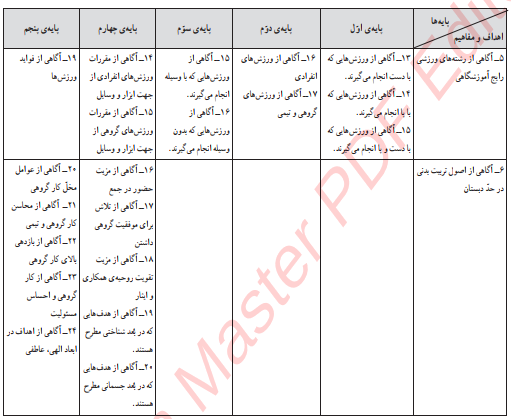 پایه‌ها
اهداف و مفاهیم
پایه‌ی اوّل
پایه‌ی دوّم
پایه‌ی سوّم
پایه‌ی چهارم
پایه‌ی پنجم
۵ـ آگاهی از رشته‌های ورزشی
رایج آموزشگاهی
۱۳ـ آگاهی از ورزش‌هایی که
با دست انجام می‌گیرند.
۱۴ـ آگاهی از ورزش‌هایی که
با پا انجام می‌گیرند.
۱۵ـ آگاهی از ورزش‌هایی که
با دست و پا انجام می‌گیرند.
۱۶ـ آگاهی از ورزش‌های
انفرادی
۱۷ـ آگاهی از ورزش‌های
گروهی و تیمی
۱۵ـ آگاهی از
ورزش‌هایی که با وسیله
انجام می‌گیرند.
۱۶ـ آگاهی از
ورزش‌هایی که بدون
وسیله انجام می‌گیرند.
۱۴ـ آگاهی از مقررات
ورزش‌های انفرادی از
جهت ابزار و وسایل
۱۵ـ آگاهی از مقررات
ورزش‌های گروهی از
جهت ابزار و وسایل
۱۹ـ آگاهی از فواید
ورزش‌ها
۶ـ آگاهی از اصول تربیت بدنی
در حدّ دبستان
۱۶ـ آگاهی از مزیت
حضور در جمع
۱۷ـ آگاهی از تلاش
برای موفقیت گروهی
داشتن
۱۸ـ آگاهی از مزیت
تقویت روحیه‌ی همکاری
و ایثار
۱۹ـ آگاهی از هدف‌هایی
که در بُعد شناختی مطرح
هستند.
۲۰ـ آگاهی از هدف‌هایی
که در بُعد جسمانی مطرح
هستند.
۲۰ـ آگاهی از عوامل
مخلّ کار گروهی
۲۱ـ آگاهی از محاسن
کار گروهی و تیمی
۲۲ـ آگاهی از بازدهی
بالای کار گروهی
۲۳ـ آگاهی از کار
گروهی و احساس
مسئولیت
۲۴ـ آگاهی از اهداف در
ابعاد الهی، عاطفی
Master PDF Edit